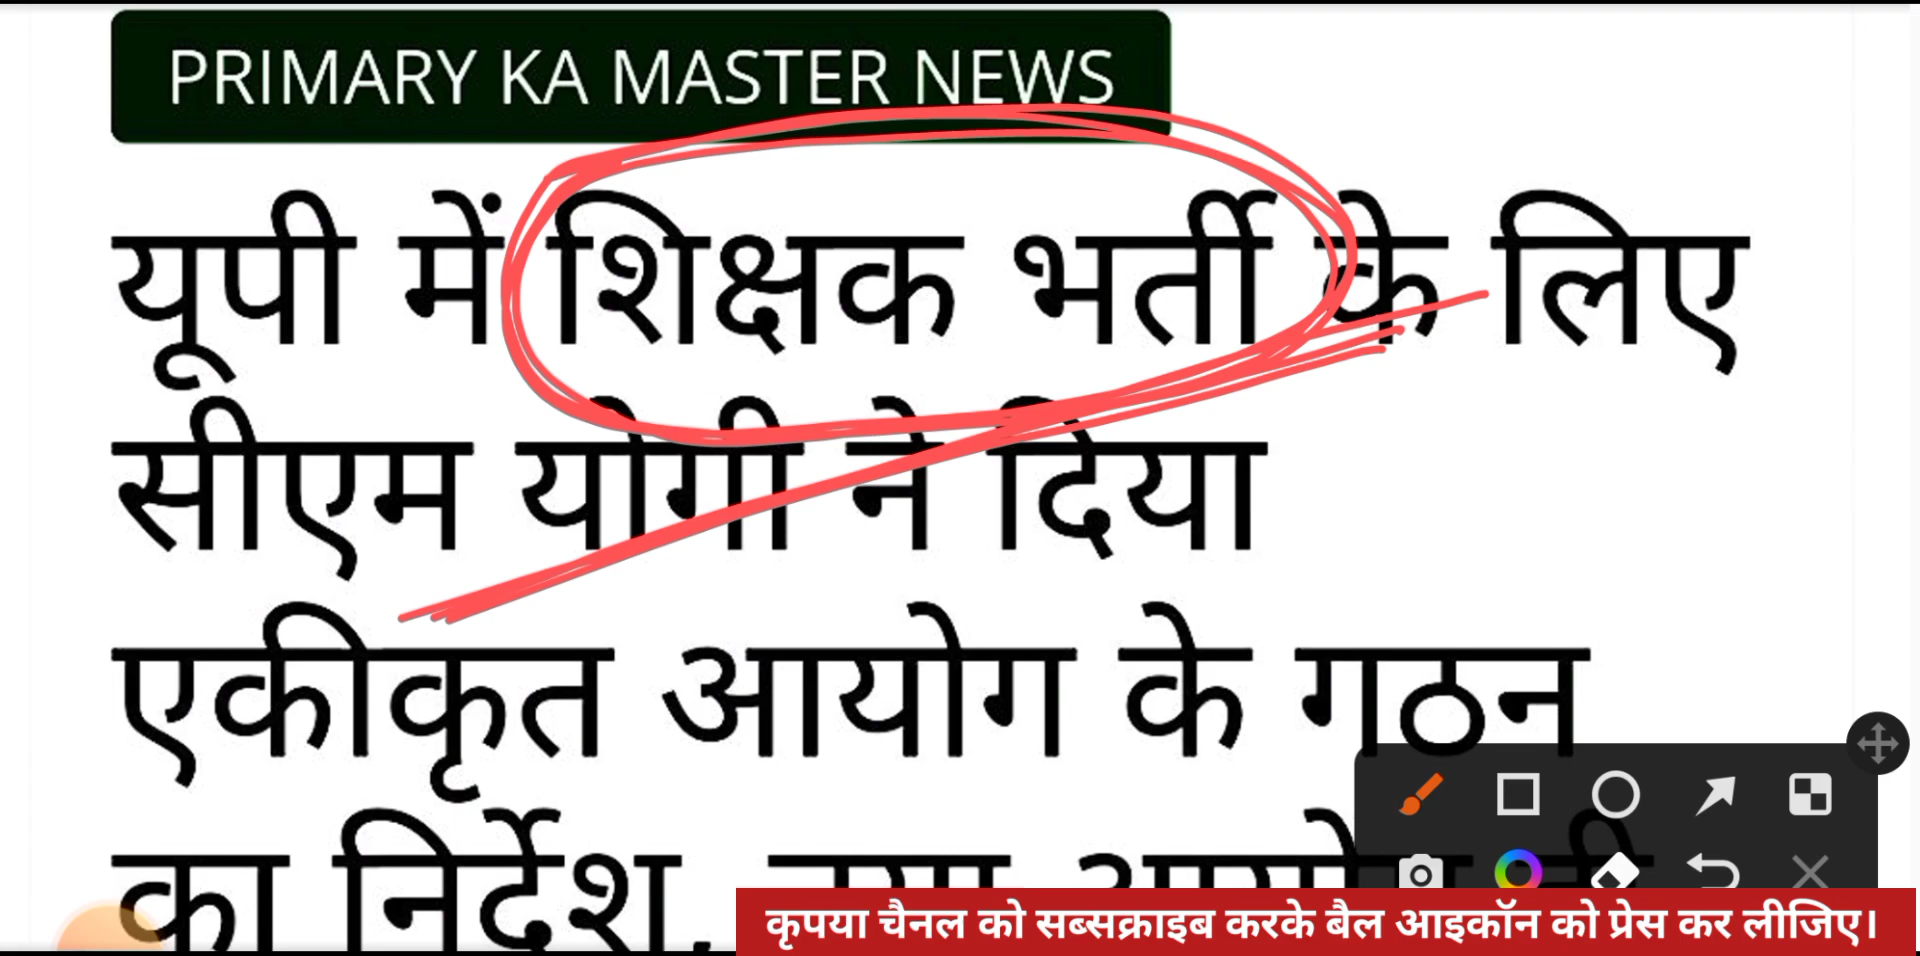 PRIMARY KA MASTER NEWS
यूपी में शिक्षक भर्ती के लिए
सीएम योगी ने दिया
एकीकृत आयोग के गठन
का निर्देश,
कृपया चैनल को सब्सक्राइब करके बैल आइकॉन को प्रेस कर लीजिए।